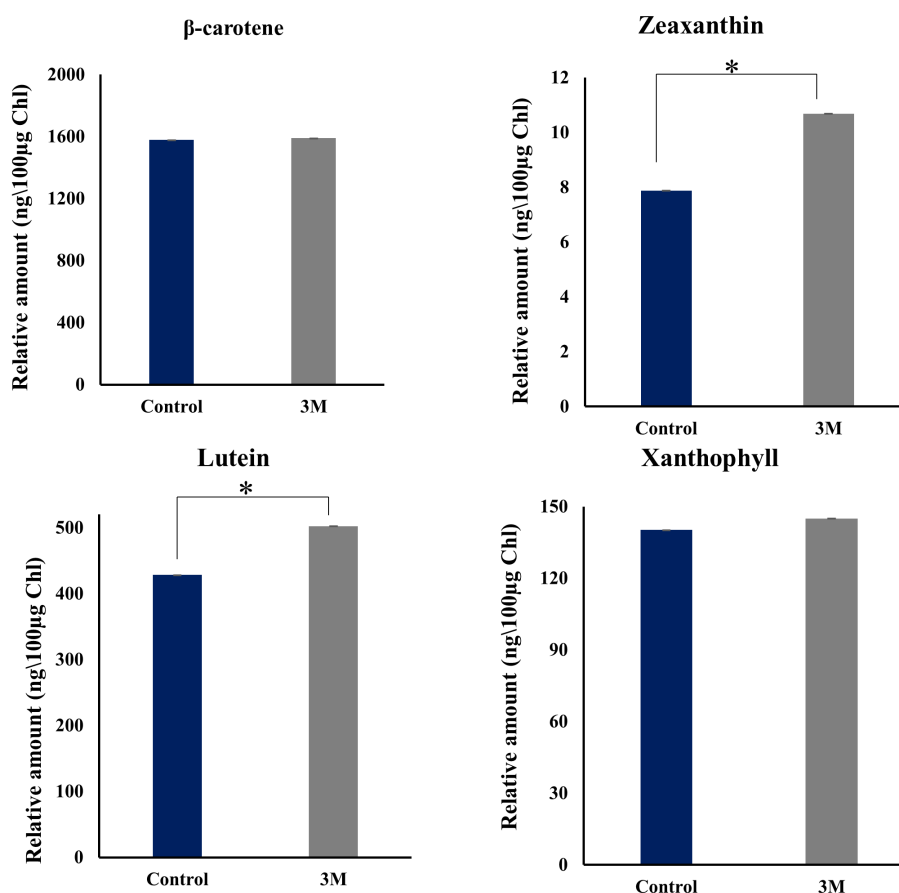 β-carotene
Relative amount (ng\100µg Chl)
2000
1600
1200
800
400
0
Control
3M
Zeaxanthin
Relative amount (ng\100µg Chl)
12
10
8
6
4
2
0
*
Control
3M
Lutein
Relative amount (ng\100µg Chl)
500
400
300
200
100
0
*
Control
3M
Xanthophyll
Relative amount (ng\100µg Chl)
150
120
90
60
30
0
Control
3M